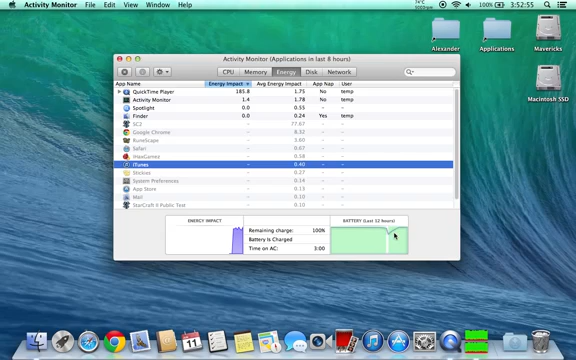 Activity Monitor File Edit View Window Help 74°C 100% 3:52:55
Alexander Applications Mavericks
Macintosh SSD
Activity Monitor (Applications in last 8 hours)
CPU Memory Energy Disk Network
App Name Energy Impact Avg Energy Impact App Nap User
QuickTime Player 185.8 1.75 No temp
Activity Monitor 1.4 1.78 No temp
Spotlight 0.0 0.55 - -
Finder 0.0 0.24 Yes temp
SC2 - 77.67 - -
Google Chrome - 8.32 - -
RuneScape - 3.80 - -
Safari - 0.67 - -
- 0.58 - -
iTunes - 0.40 - -
Stickies - 0.27 - -
System Preferences - 0.14 - -
App Store - - -
Mail - 0.10 - -
StarCraft II Public Test - 0.10 - -
ENERGY IMPACT BATTERY (Last 12 hours)
Remaining charge: 100%
Battery Is Charged
Time on AC: 3:00
11